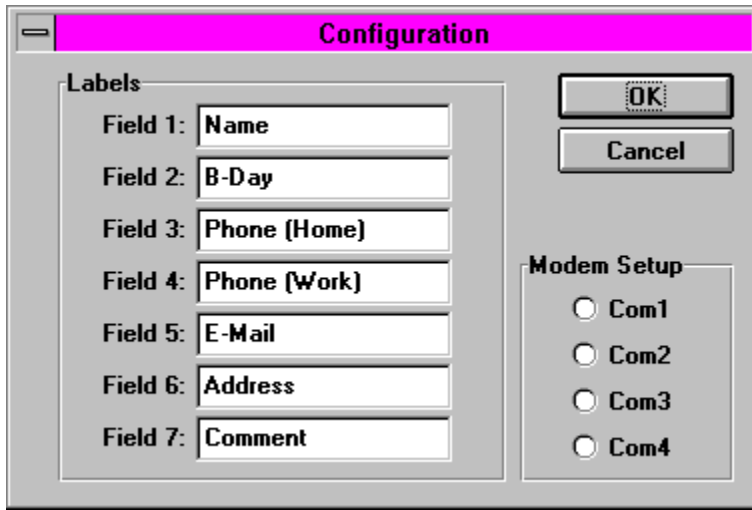 Configuration
Labels
Field 1: Name
Field 2: B-Day
Field 3: Phone (Home)
Field 4: Phone (Work)
Field 5: E-Mail
Field 6: Address
Field 7: Comment
OK
Cancel
Modem Setup
Com1
Com2
Com3
Com4